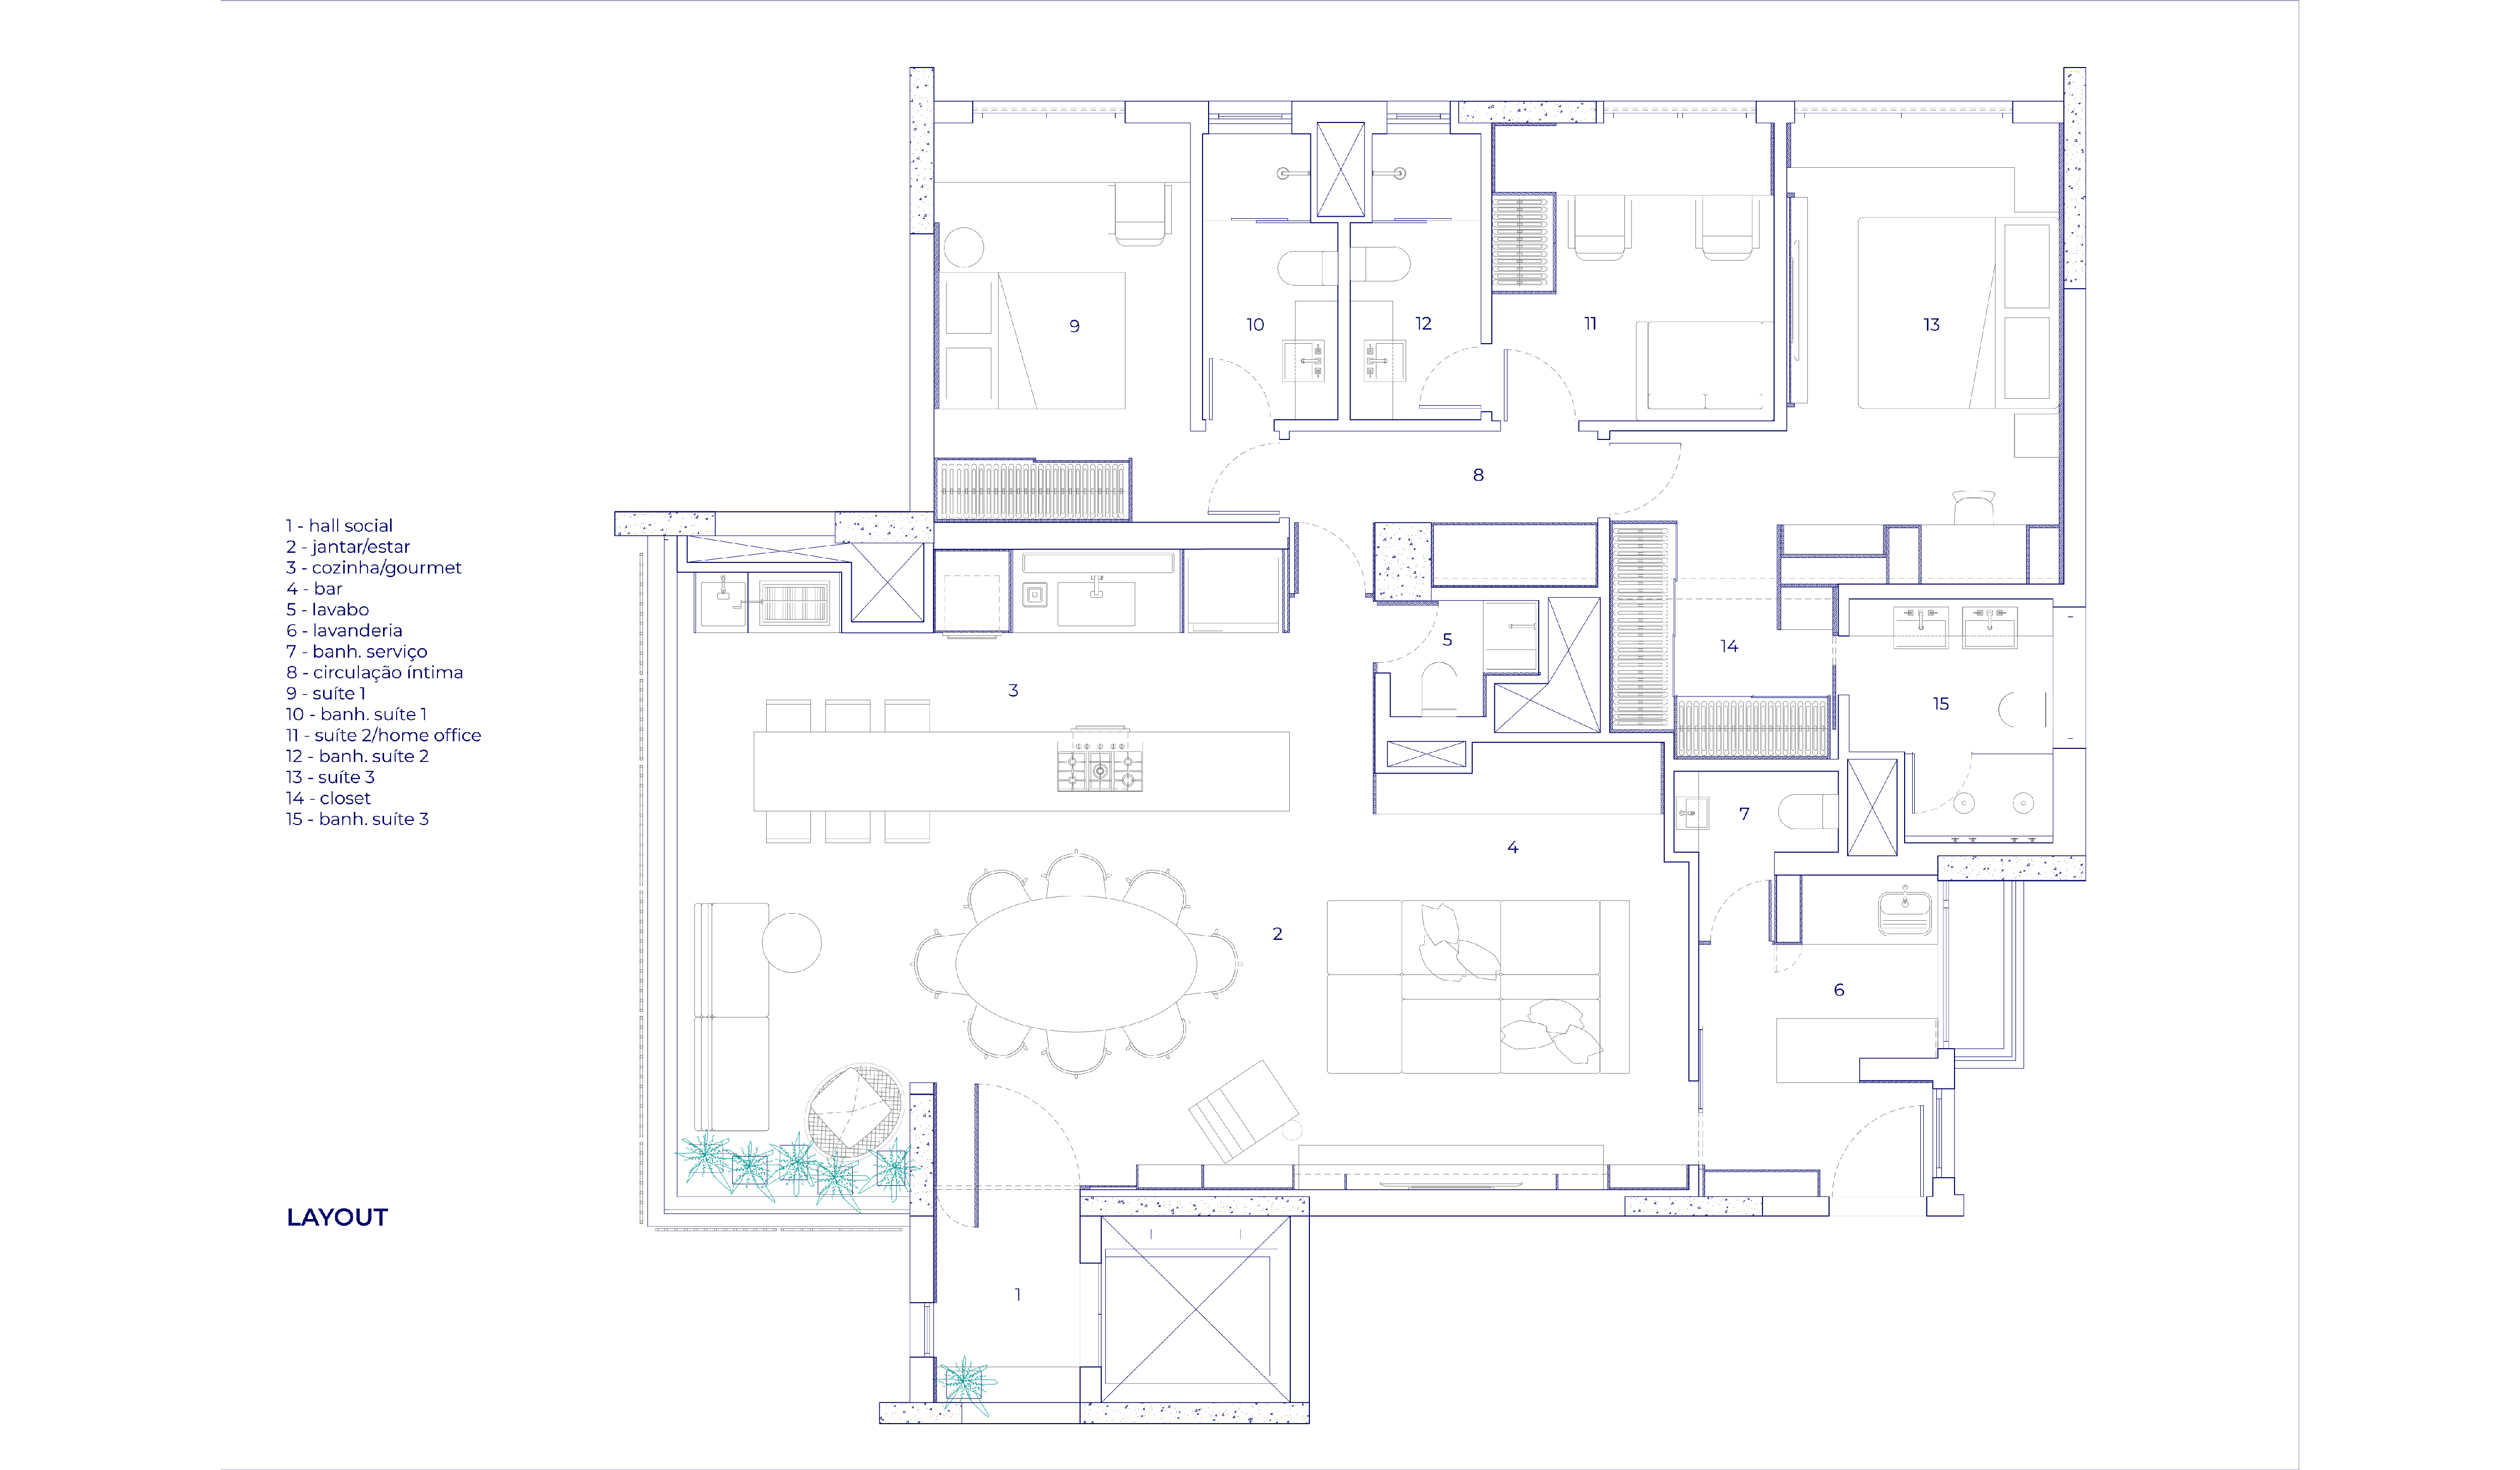 1 - hall social
2 - jantar/estar
3 - cozinha/gourmet
4 - bar
5 - lavabo
6 - lavanderia
7 - banh. serviço
8 - circulação íntima
9 - suíte 1
10 - banh. suíte 1
11 - suíte 2/home office
12 - banh. suíte 2
13 - suíte 3
14 - closet
15 - banh. suíte 3
LAYOUT
9
10
12
11
13
8
5
14
3
15
7
4
2
6
1